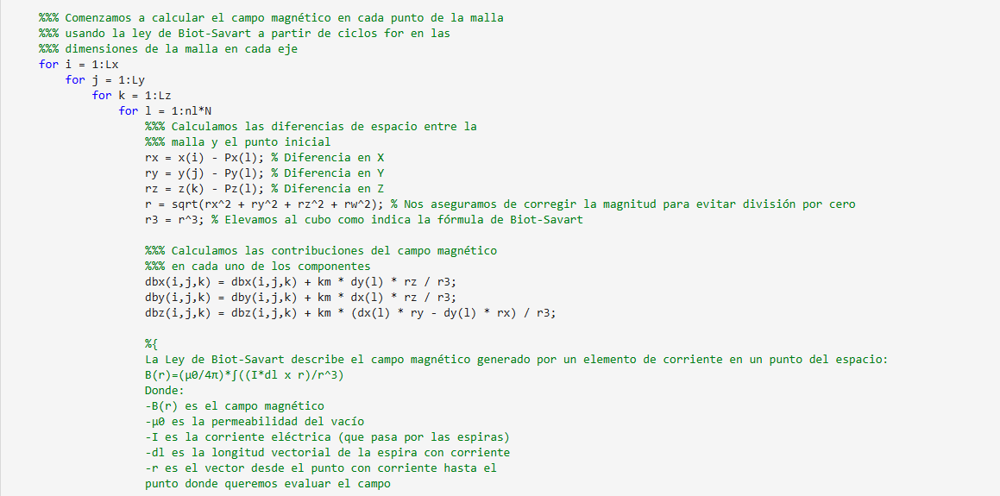 %%% Comenzamos a calcular el campo magnético en cada punto de la malla
%%% usando la ley de Biot-Savart a partir de ciclos for en las
%%% dimensiones de la malla en cada eje
for i = 1:Lx
for j = 1:Ly
for k = 1:Lz
for l = 1:nl*N
%%% Calculamos las diferencias de espacio entre la
%%% malla y el punto inicial
rx = x(i) - Px(l); % Diferencia en X
ry = y(j) - Py(l); % Diferencia en Y
rz = z(k) - Pz(l); % Diferencia en Z
r = sqrt(rx^2 + ry^2 + rz^2 + rw^2); % Nos aseguramos de corregir la magnitud para evitar división por cero
r3 = r^3; % Elevamos al cubo como indica la fórmula de Biot-Savart
%%% Calculamos las contribuciones del campo magnético
%%% en cada uno de los componentes
dbx(i,j,k) = dbx(i,j,k) + km * dy(l) * rz / r3;
dby(i,j,k) = dby(i,j,k) + km * dx(l) * rz / r3;
dbz(i,j,k) = dbz(i,j,k) + km * (dx(l) * ry - dy(l) * rx) / r3;
%{
La Ley de Biot-Savart describe el campo magnético generado por un elemento de corriente en un punto del espacio:
B(r)=(μ0/4π)*∫((I*dl x r)/r^3)
Donde:
-B(r) es el campo magnético
-μ0 es la permeabilidad del vacío
-I es la corriente eléctrica (que pasa por las espiras)
-dl es la longitud vectorial de la espira con corriente
-r es el vector desde el punto con corriente hasta el
punto donde queremos evaluar el campo